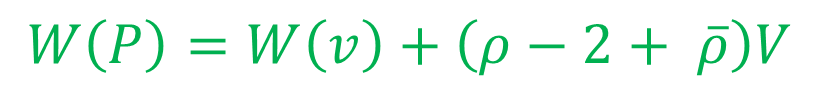 W(P) = W(v) + (ρ − 2 + ρ̄)V